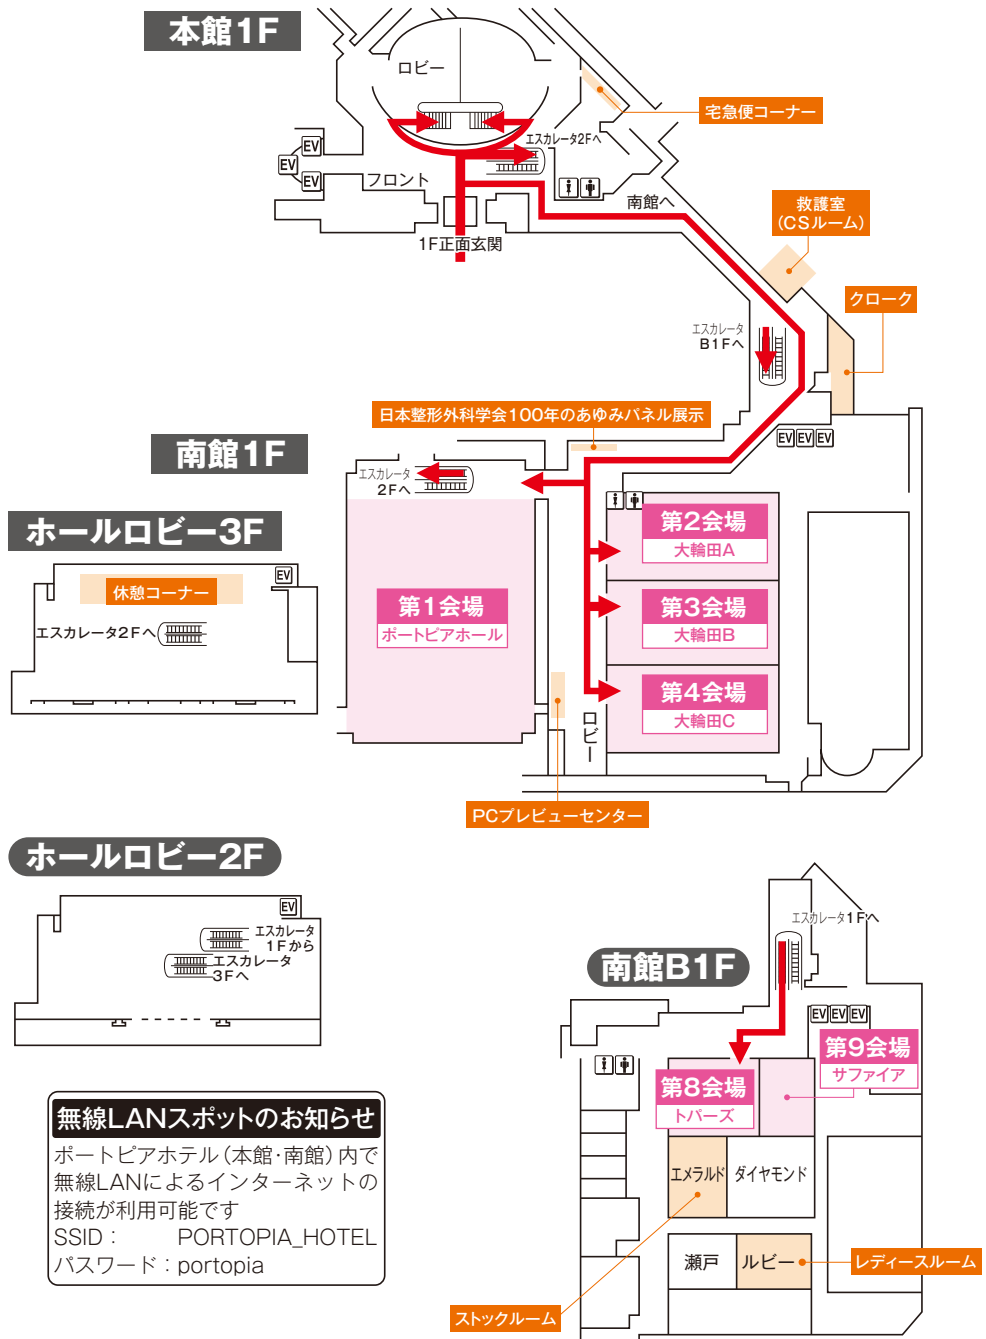 本館1F
ロビー
宅急便コーナー
エスカレータ2Fへ
EV
EV
EV
フロント
南館へ
救護室
(CSルーム)
1F正面玄関
クローク
エスカレータ
B1Fへ
日本整形外科学会100年のあゆみパネル展示
EV EV EV
南館1F
エスカレータ
2Fへ
第2会場
大輪田A
ホールロビー3F
EV
休憩コーナー
エスカレータ2Fへ
第1会場
ポートピアホール
第3会場
大輪田B
第4会場
大輪田C
ロビー
PCプレビューセンター
ホールロビー2F
EV
エスカレータ
1Fから
エスカレータ
3Fへ
エスカレータ1Fへ
南館B1F
EV EV EV
第9会場
サファイア
第8会場
トパーズ
エメラルド
ダイヤモンド
瀬戸
ルビー
レディースルーム
ストックルーム
無線LANスポットのお知らせ
ポートピアホテル(本館・南館)内で
無線LANによるインターネットの
接続が利用可能です
SSID: PORTOPIA_HOTEL
パスワード:portopia